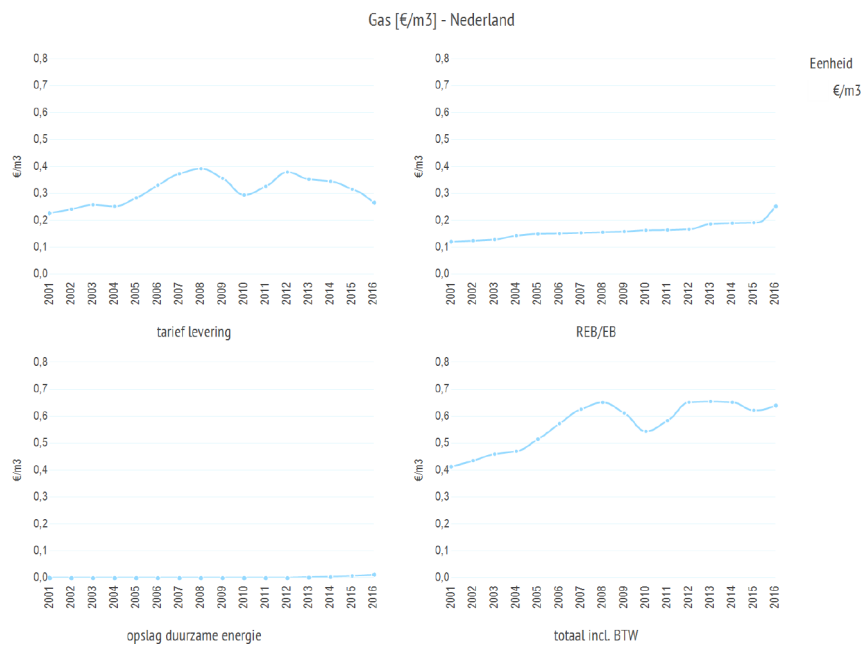 Gas [€/m3] - Nederland
Eenheid
€/m3
€/m3
0,8
0,7
0,6
0,5
0,4
0,3
0,2
0,1
0,0
2001 2002 2003 2004 2005 2006 2007 2008 2009 2010 2011 2012 2013 2014 2015 2016
tarief levering
€/m3
0,8
0,7
0,6
0,5
0,4
0,3
0,2
0,1
0,0
2001 2002 2003 2004 2005 2006 2007 2008 2009 2010 2011 2012 2013 2014 2015 2016
REB/EB
€/m3
0,8
0,7
0,6
0,5
0,4
0,3
0,2
0,1
0,0
2001 2002 2003 2004 2005 2006 2007 2008 2009 2010 2011 2012 2013 2014 2015 2016
opslag duurzame energie
€/m3
0,8
0,7
0,6
0,5
0,4
0,3
0,2
0,1
0,0
2001 2002 2003 2004 2005 2006 2007 2008 2009 2010 2011 2012 2013 2014 2015 2016
totaal incl. BTW